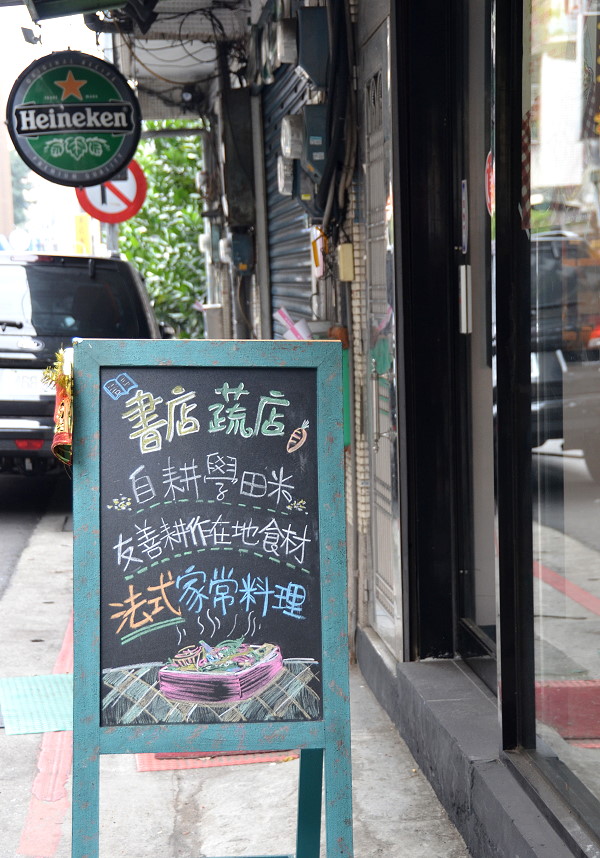 Heineken
書店 蔬店
自耕學田米
友善耕作在地食材
法式家常料理